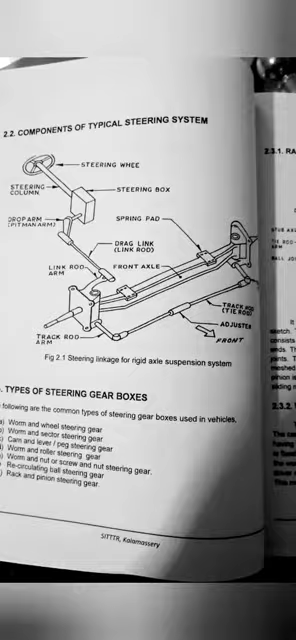 2.2. COMPONENTS OF TYPICAL STEERING SYSTEM
STEERING WHEE
STEERING COLUMN
STEERING BOX
DROP ARM (PITMAN ARM)
SPRING PAD
DRAG LINK (LINK ROD)
LINK ROD ARM
FRONT AXLE
TRACK ROD (TIE ROD)
ADJUSTER
FRONT
TRACK ROD ARM
Fig 2.1 Steering linkage for rigid axle suspension system
TYPES OF STEERING GEAR BOXES
following are the common types of steering gear boxes used in vehicles.
Worm and wheel steering gear
Worm and sector steering gear
Cam and lever / peg steering gear
Worm and roller steering gear
Worm and nut or screw and nut steering gear.
Re-circulating ball steering gear
Rack and pinion steering gear.
SITTTR, Kalamassery
2.3.1. RA
2.3.2